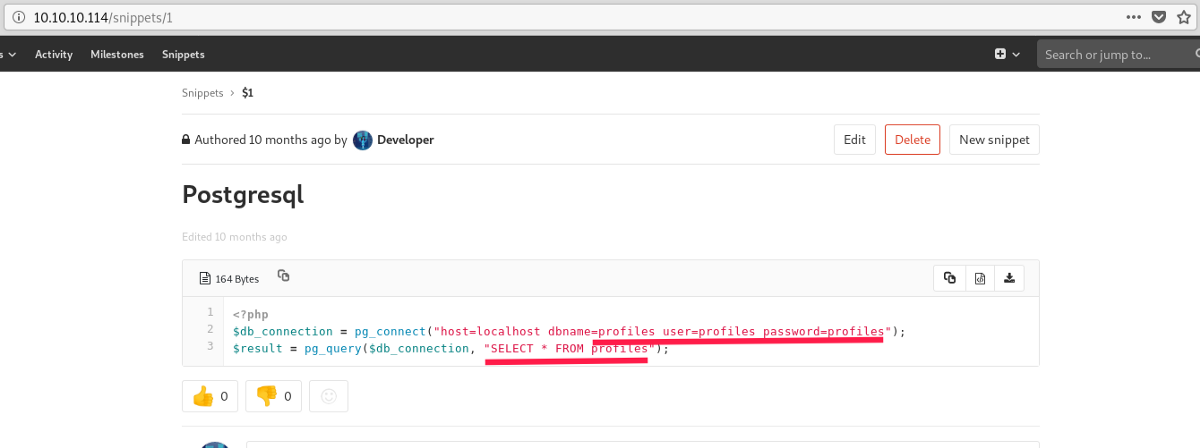 10.10.10.114/snippets/1
s Activity Milestones Snippets Search or jump to...
Snippets > $1
Authored 10 months ago by Developer Edit Delete New snippet
Postgresql
Edited 10 months ago
164 Bytes
1 <?php
2 $db_connection = pg_connect("host=localhost dbname=profiles user=profiles password=profiles");
3 $result = pg_query($db_connection, "SELECT * FROM profiles");
0 0